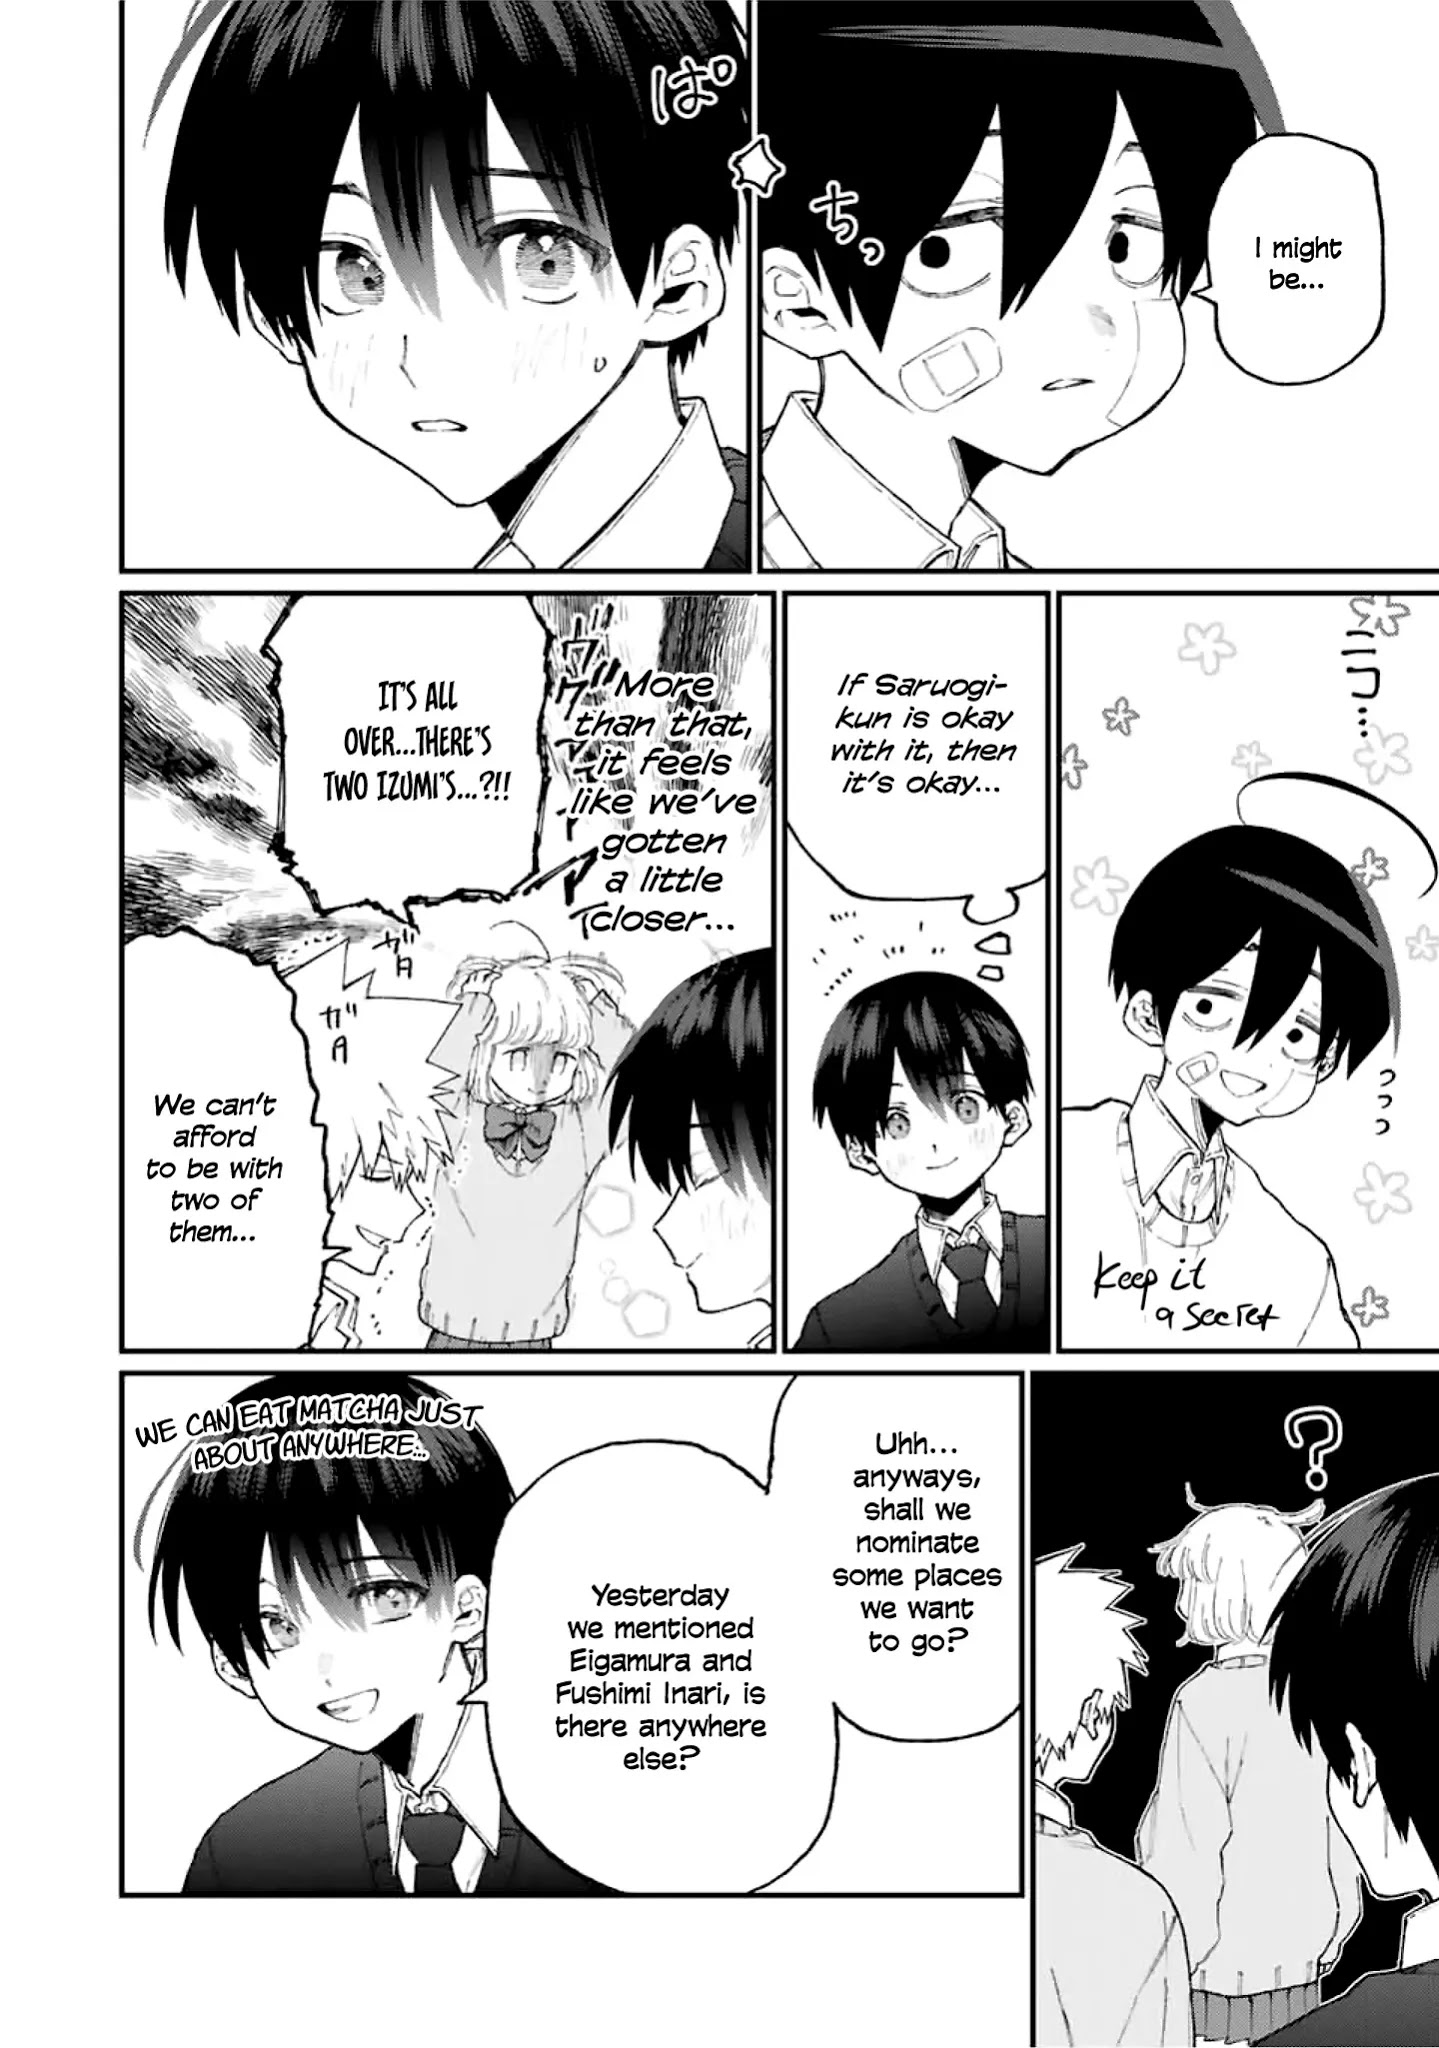 I might
be...
ぱ
ちっ
ニコ...
っっっ
Keep it
a secret
If Saruogi-
kun is okay
with it, then
it's okay...
More
than that,
it feels
like we've
gotten
a little
closer...
IT'S ALL
OVER...THERE'S
TWO IZUMI'S...?!!
ガタ
ガタ
We can't
afford
to be with
two of
them...
?
Uhh...
anyways,
shall we
nominate
some places
we want
to go?
Yesterday
we mentioned
Eigamura and
Fushimi Inari, is
there anywhere
else?
WE CAN EAT MATCHA JUST
ABOUT ANYWHERE...